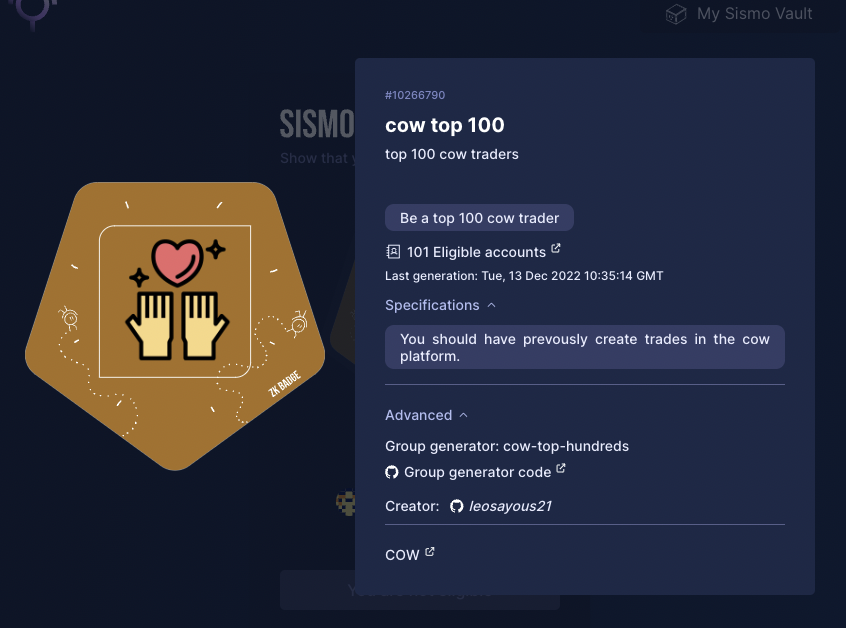 My Sismo Vault
#10266790
cow top 100
SISMO
top 100 cow traders
Show that y
Be a top 100 cow trader
101 Eligible accounts
Last generation: Tue, 13 Dec 2022 10:35:14 GMT
Specifications
You should have prevously create trades in the cow
platform.
ZK BADGE
Advanced
Group generator: cow-top-hundreds
Group generator code
Creator: leosayous21
COW